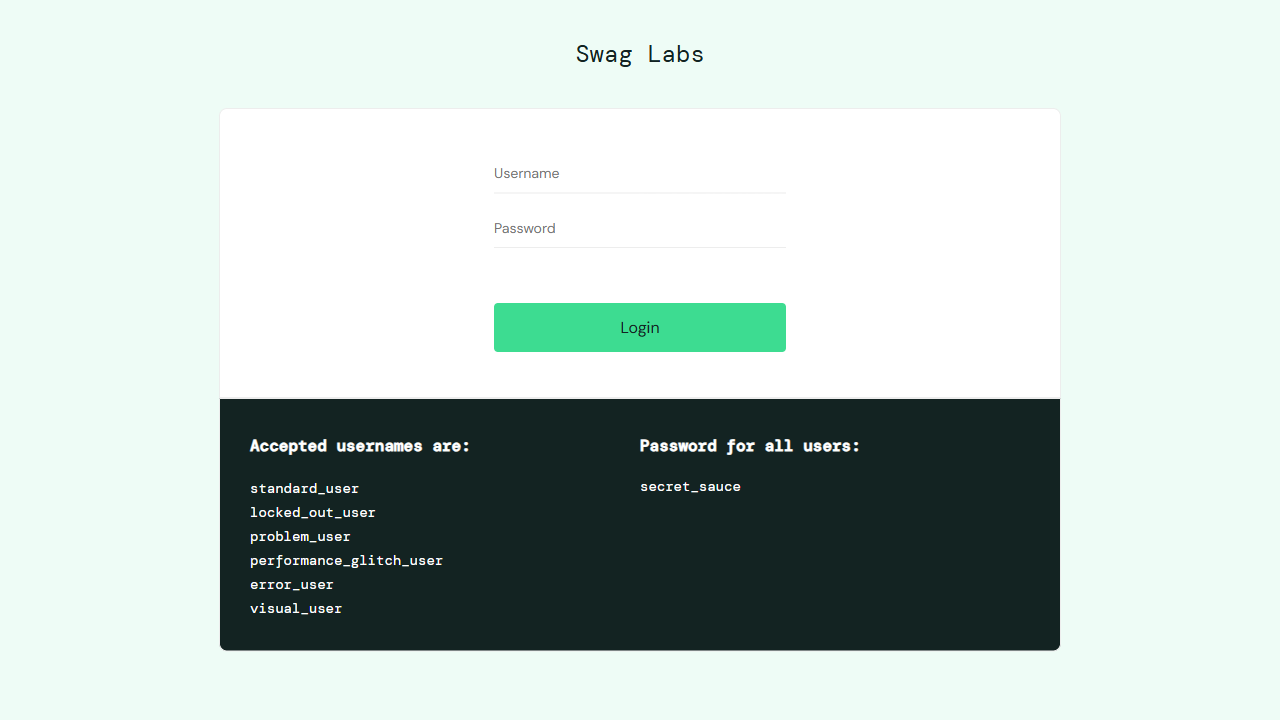 Swag Labs
Username
Password
Login
Accepted usernames are:
standard_user
locked_out_user
problem_user
performance_glitch_user
error_user
visual_user
Password for all users:
secret_sauce